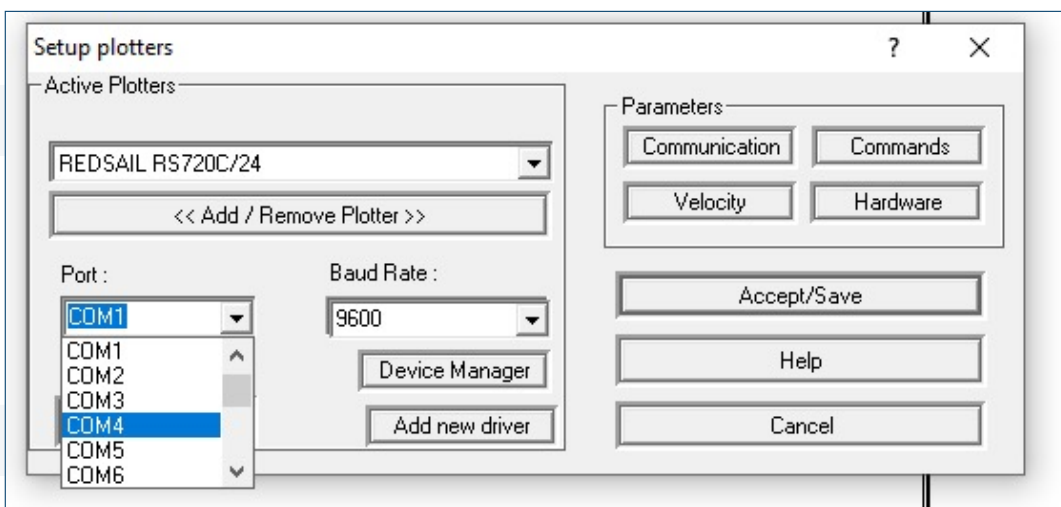 Setup plotters ? X
Active Plotters
REDSAIL RS720C/24
<< Add / Remove Plotter >>
Port :
COM1
COM1
COM2
COM3
COM4
COM5
COM6
Baud Rate :
9600
Device Manager
Add new driver
Parameters
Communication
Commands
Velocity
Hardware
Accept/Save
Help
Cancel